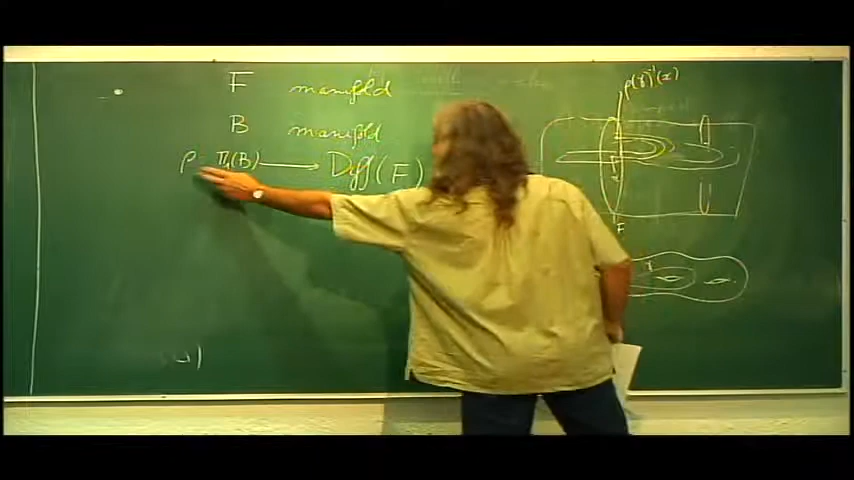 F manifold
B manifold
ρ : π₁(B) ⟶ Diff(F)
ρ(γ)⁻¹(x)
F
γ